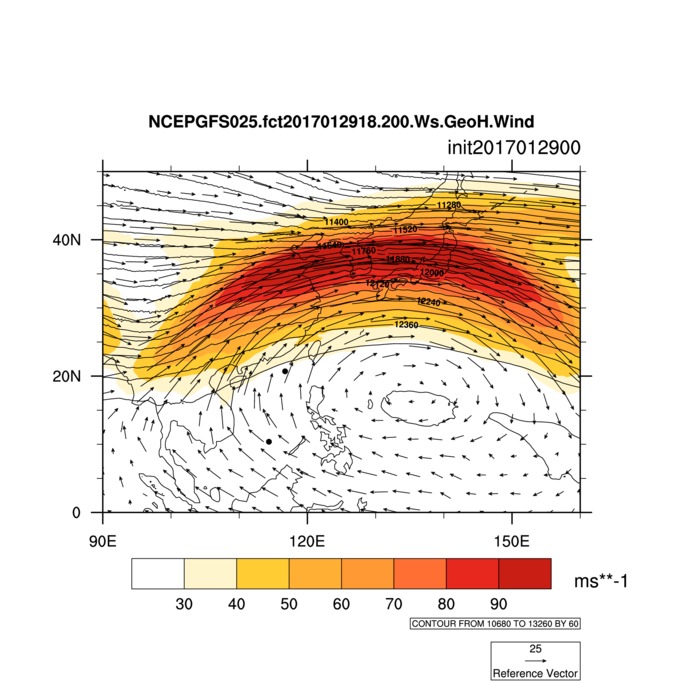 NCEPGFS025.fct2017012918.200.Ws.GeoH.Wind
init2017012900
11280
11400
11520
11640
11760
11880
12000
12120
12240
12360
40N
20N
0
90E 120E 150E
ms**-1
30 40 50 60 70 80 90
CONTOUR FROM 10680 TO 13260 BY 60
25
Reference Vector